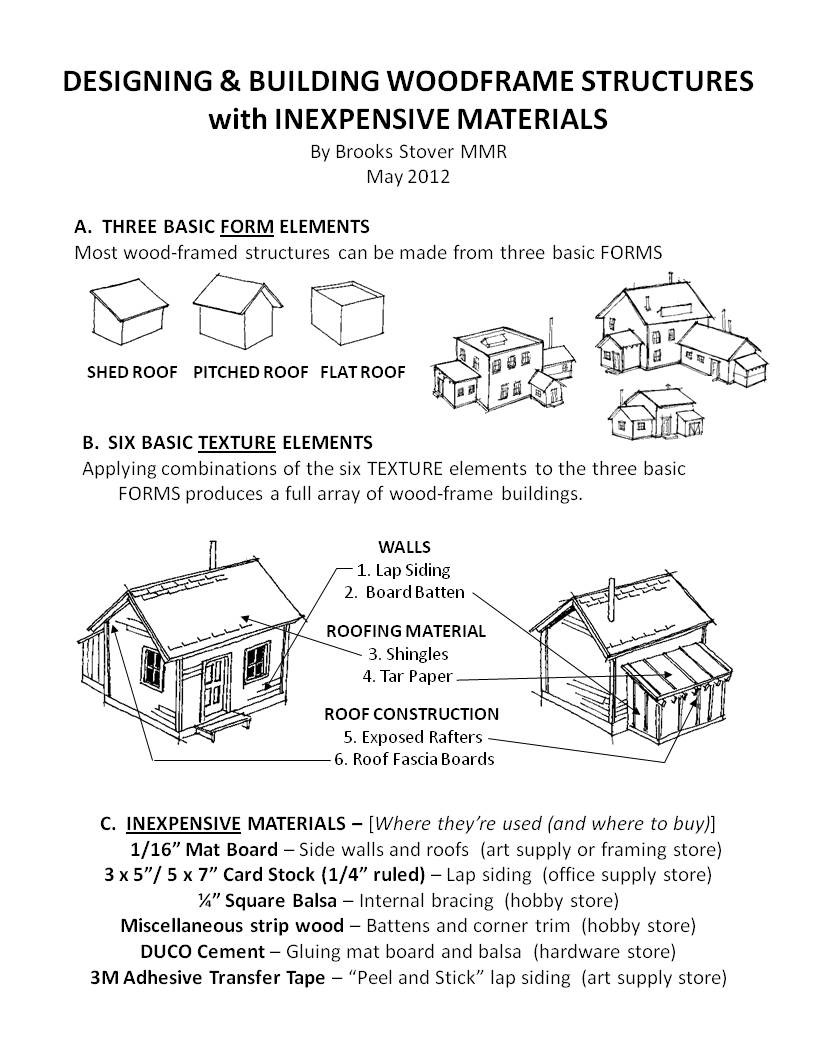 DESIGNING & BUILDING WOODFRAME STRUCTURES
with INEXPENSIVE MATERIALS
By Brooks Stover MMR
May 2012
A. THREE BASIC FORM ELEMENTS
Most wood-framed structures can be made from three basic FORMS
SHED ROOF PITCHED ROOF FLAT ROOF
B. SIX BASIC TEXTURE ELEMENTS
Applying combinations of the six TEXTURE elements to the three basic
FORMS produces a full array of wood-frame buildings.
WALLS
1. Lap Siding
2. Board Batten
ROOFING MATERIAL
3. Shingles
4. Tar Paper
ROOF CONSTRUCTION
5. Exposed Rafters
6. Roof Fascia Boards
C. INEXPENSIVE MATERIALS – [Where they’re used (and where to buy)]
1/16” Mat Board – Side walls and roofs (art supply or framing store)
3 x 5”/ 5 x 7” Card Stock (1/4” ruled) – Lap siding (office supply store)
¼” Square Balsa – Internal bracing (hobby store)
Miscellaneous strip wood – Battens and corner trim (hobby store)
DUCO Cement – Gluing mat board and balsa (hardware store)
3M Adhesive Transfer Tape – “Peel and Stick” lap siding (art supply store)